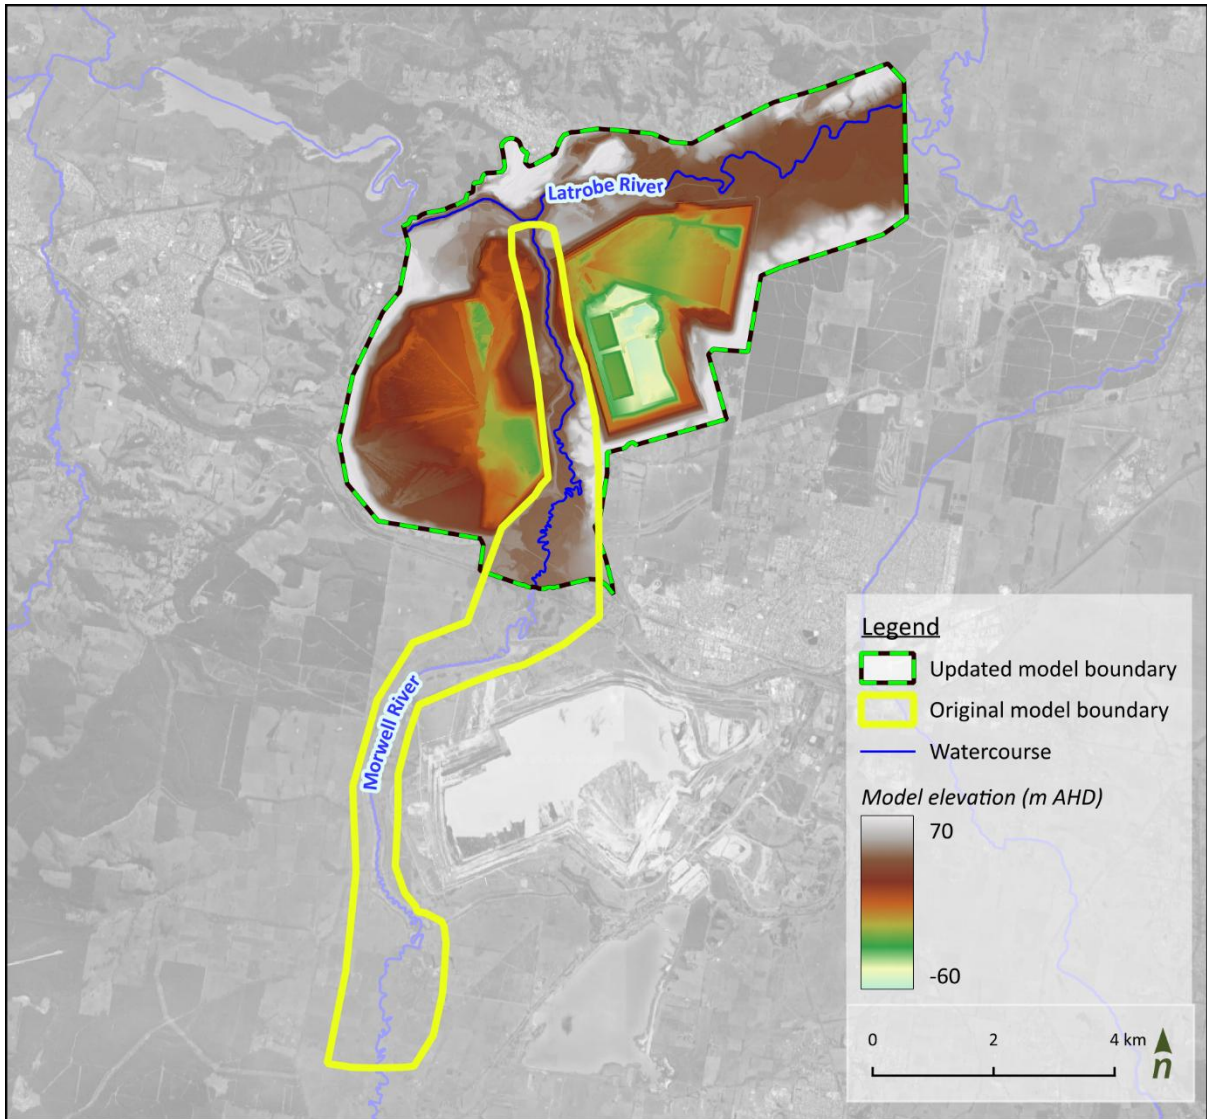 Latrobe River
Morwell River
Legend
Updated model boundary
Original model boundary
Watercourse
Model elevation (m AHD)
70
-60
0 2 4 km
n